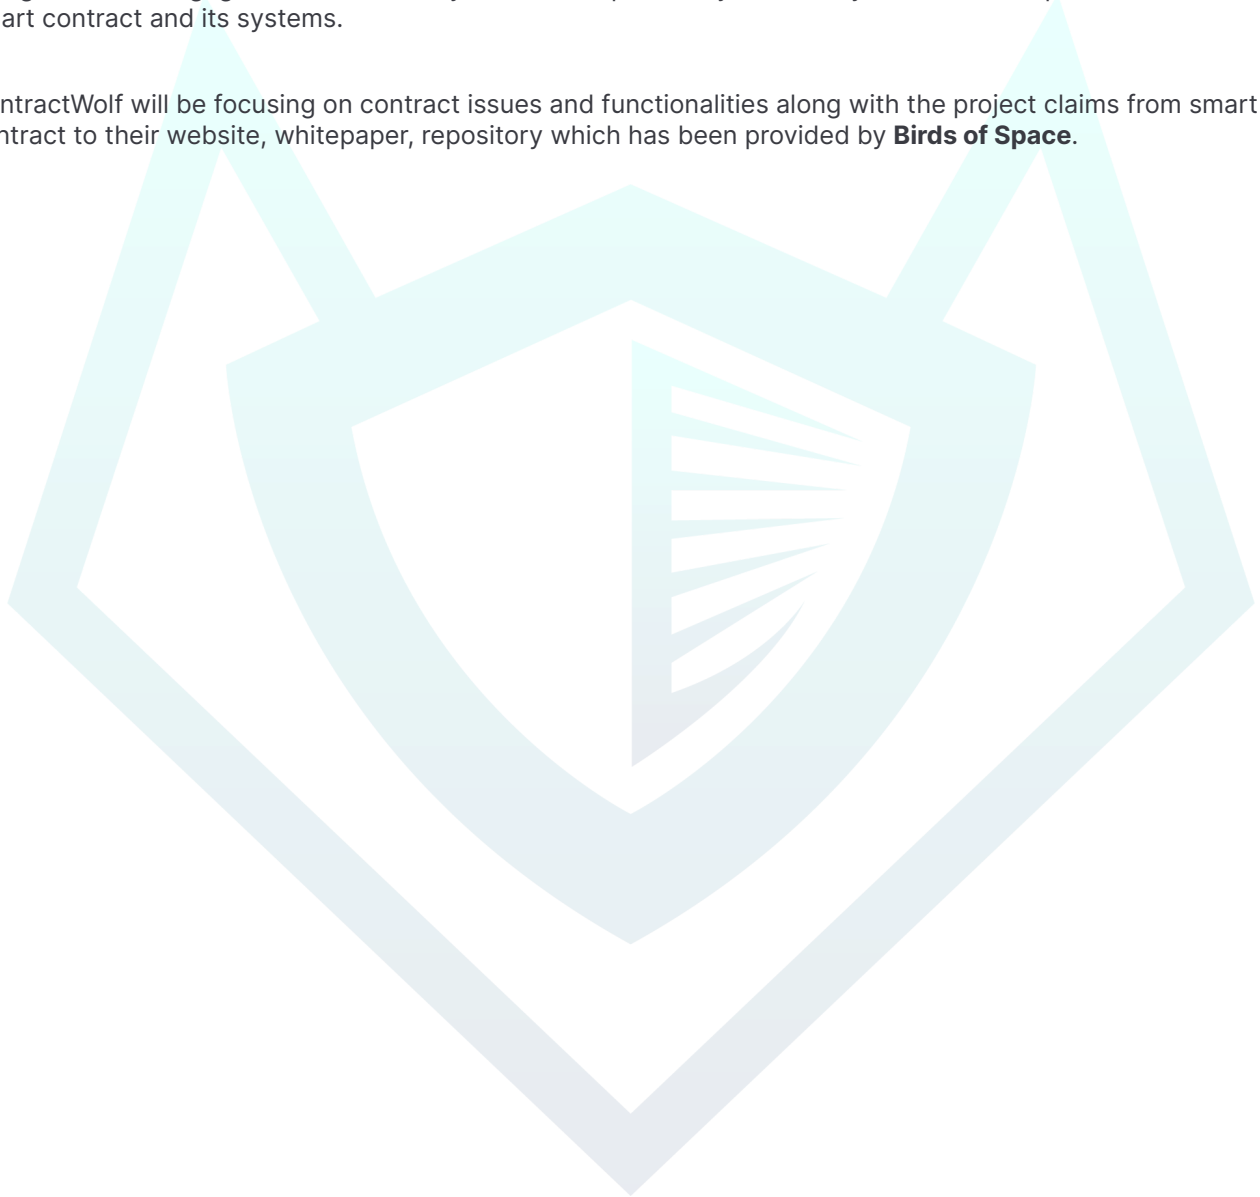 art contract and its systems.
ntractWolf will be focusing on contract issues and functionalities along with the project claims from smart
ntract to their website, whitepaper, repository which has been provided by Birds of Space.